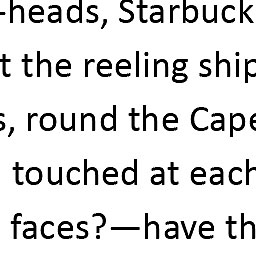 -heads, Starbuck
t the reeling ship
s, round the Cape
touched at each
faces?—have th